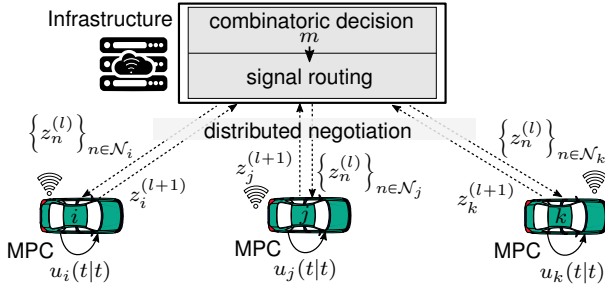 Infrastructure
combinatoric decision
m
signal routing
distributed negotiation
{z_n^{(l)}}_{n∈𝒩_i}
z_i^{(l+1)}
z_j^{(l+1)}
{z_n^{(l)}}_{n∈𝒩_j}
z_k^{(l+1)}
{z_n^{(l)}}_{n∈𝒩_k}
i
j
k
MPC
MPC
MPC
u_i(t|t)
u_j(t|t)
u_k(t|t)